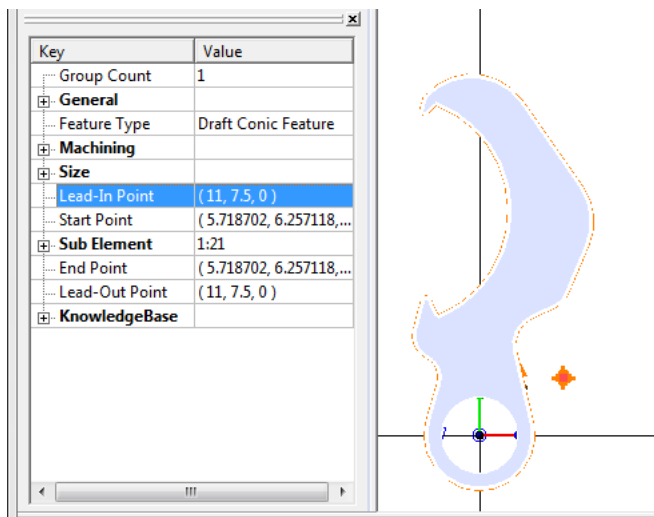 Key Value
Group Count 1
General
Feature Type Draft Conic Feature
Machining
Size
Lead-In Point ( 11, 7.5, 0 )
Start Point ( 5.718702, 6.257118,...
Sub Element 1:21
End Point ( 5.718702, 6.257118,...
Lead-Out Point ( 11, 7.5, 0 )
KnowledgeBase